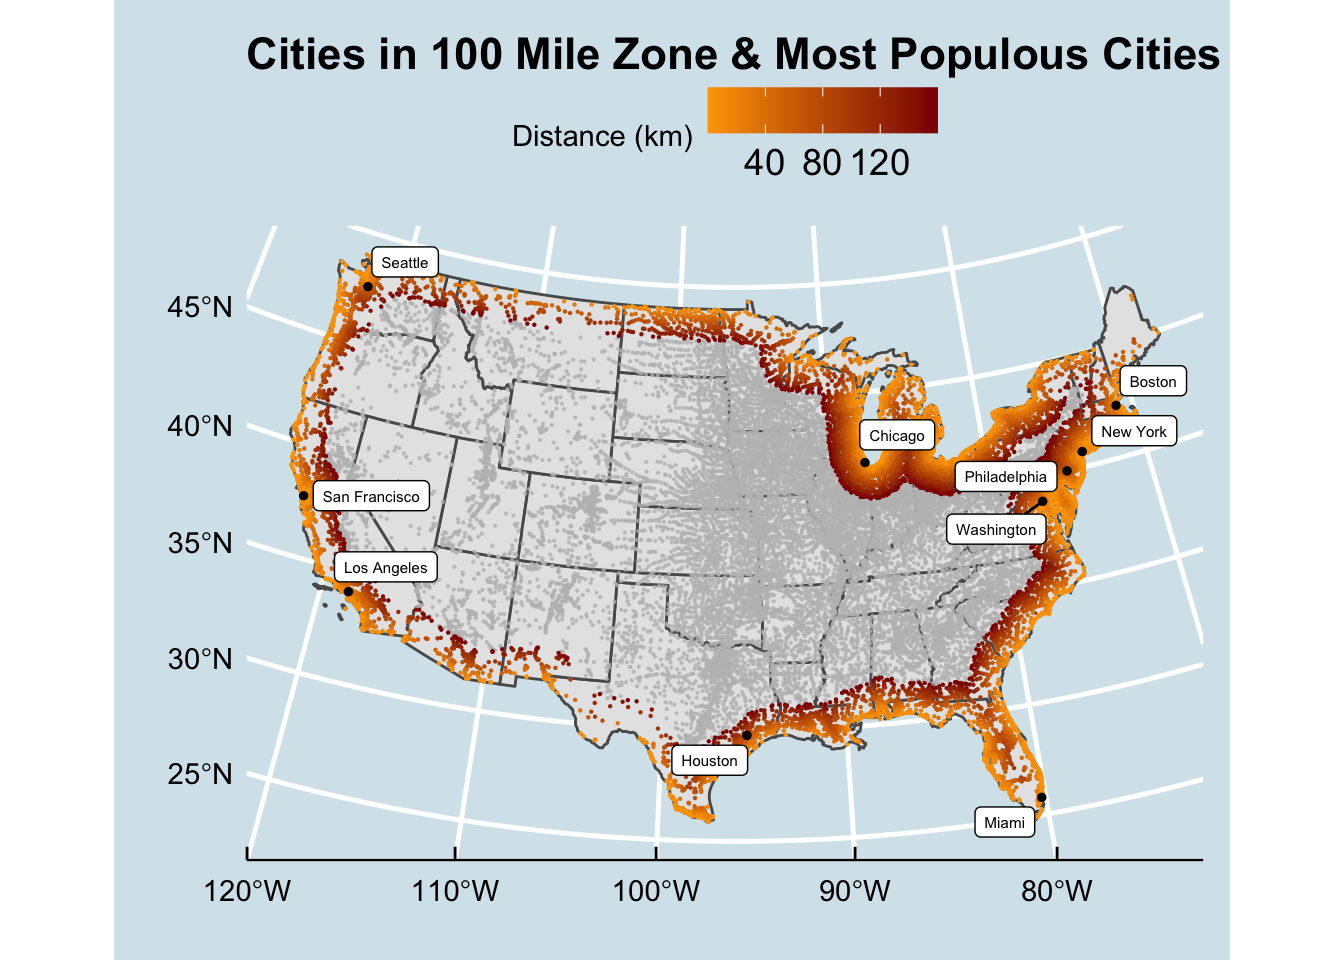 Cities in 100 Mile Zone & Most Populous Cities
Distance (km)
40 80 120
Seattle
45°N
Boston
40°N
New York
Chicago
Philadelphia
San Francisco
Washington
35°N
Los Angeles
30°N
Houston
25°N
Miami
120°W 110°W 100°W 90°W 80°W